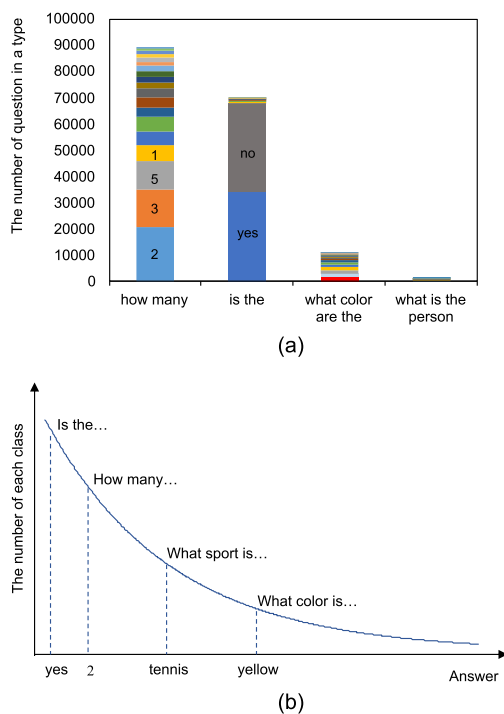 The number of question in a type
100000
90000
80000
70000
60000
50000
40000
30000
20000
10000
0
1
5
3
2
no
yes
how many
is the
what color
are the
what is the
person
(a)
The number of each class
Is the…
How many…
What sport is…
What color is…
yes
2
tennis
yellow
Answer
(b)